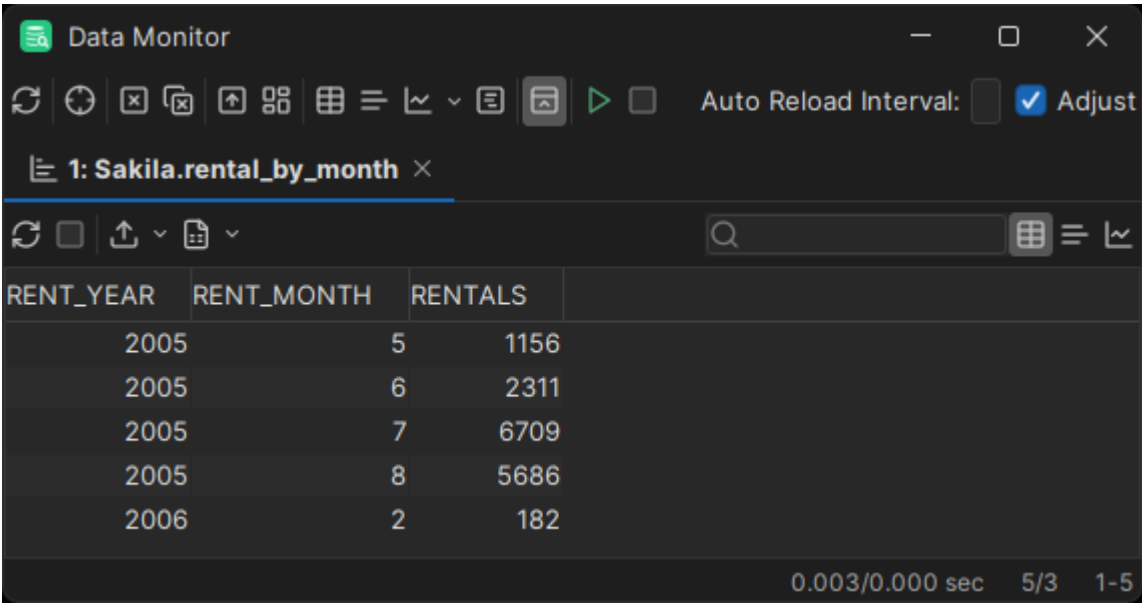 Data Monitor
Auto Reload Interval: Adjust
1: Sakila.rental_by_month
RENT_YEAR RENT_MONTH RENTALS
2005 5 1156
2005 6 2311
2005 7 6709
2005 8 5686
2006 2 182
0.003/0.000 sec 5/3 1-5